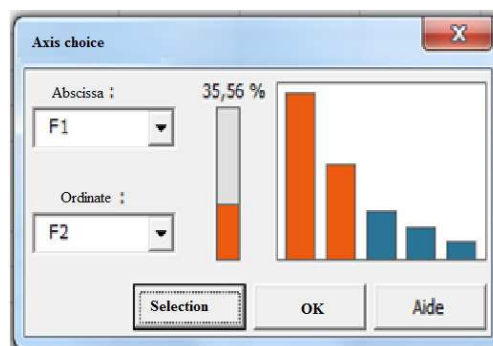 Axis choice
X
Abscissa :
35,56 %
F1
Ordinate :
F2
Selection
OK
Aide